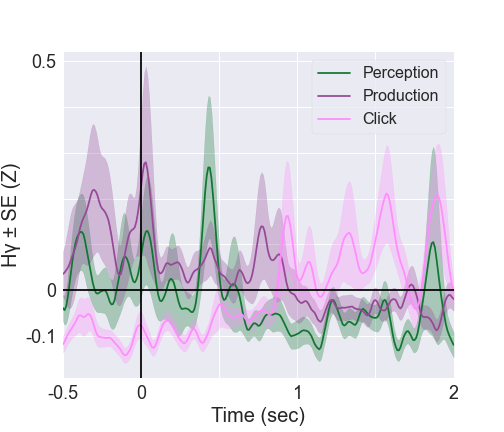 0.5
Perception
Production
Click
Hγ ± SE (Z)
0
-0.1
-0.5
0
1
2
Time (sec)